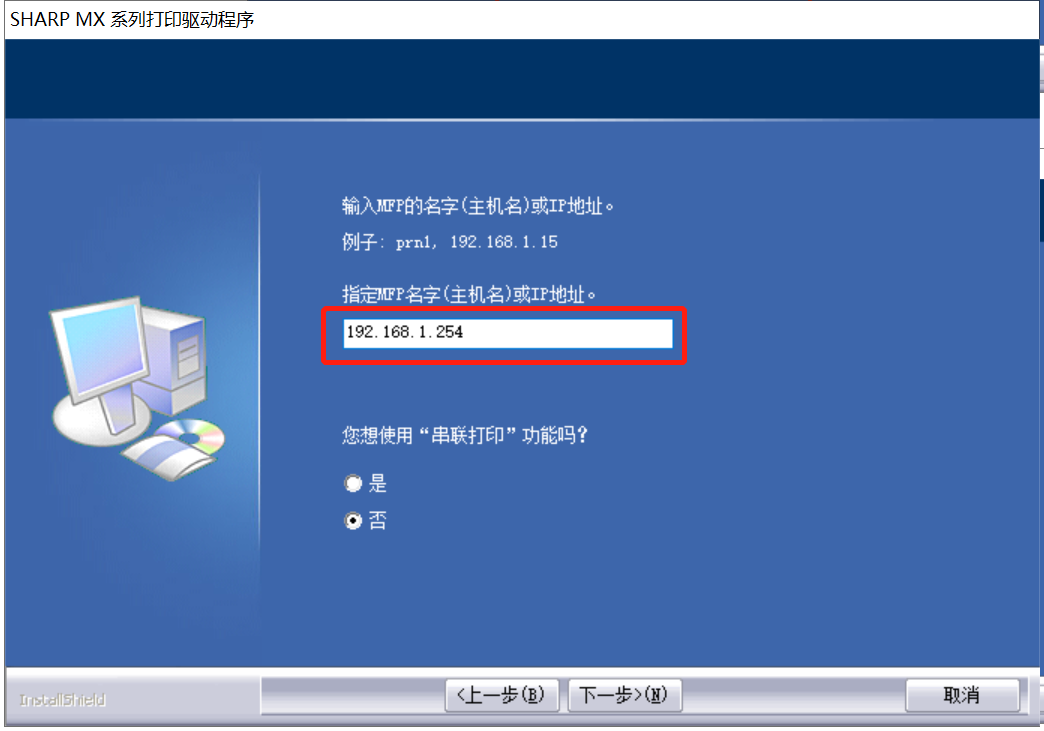 SHARP MX 系列打印驱动程序
输入MFP的名字(主机名)或IP地址。
例子: prn1, 192.168.1.15
指定MFP名字(主机名)或IP地址。
192.168.1.254
您想使用“串联打印”功能吗?
是
否
InstallShield
<上一步(B)
下一步>(N)
取消